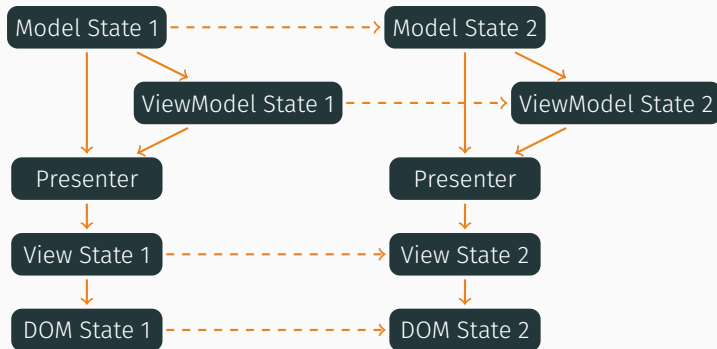 Model State 1
Model State 2
ViewModel State 1
ViewModel State 2
Presenter
Presenter
View State 1
View State 2
DOM State 1
DOM State 2